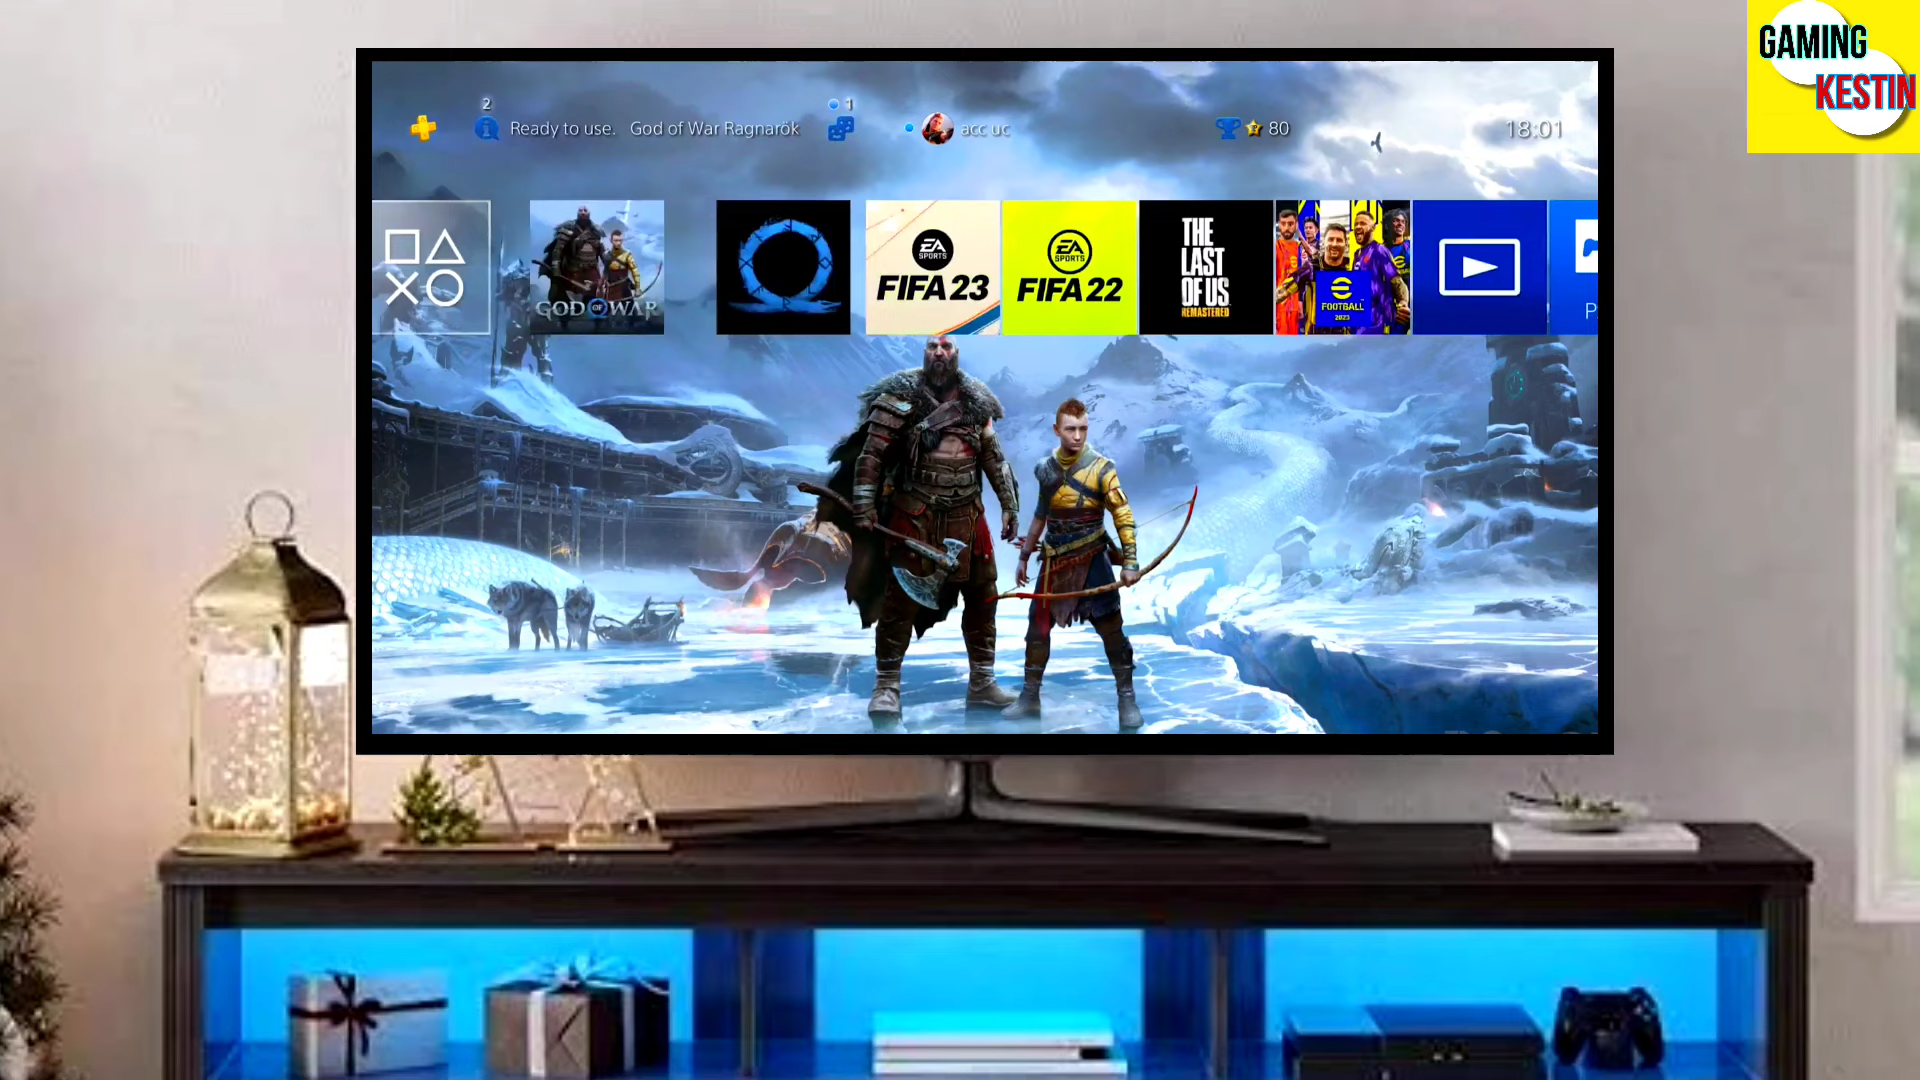 GAMING
KESTIN
2
1
Ready to use. God of War Ragnarök
acc uc
80
18:01
GOD OF WAR
EA
SPORTS
FIFA 23
EA
SPORTS
FIFA 22
THE
LAST
OF US
REMASTERED
FOOTBALL
2023
P